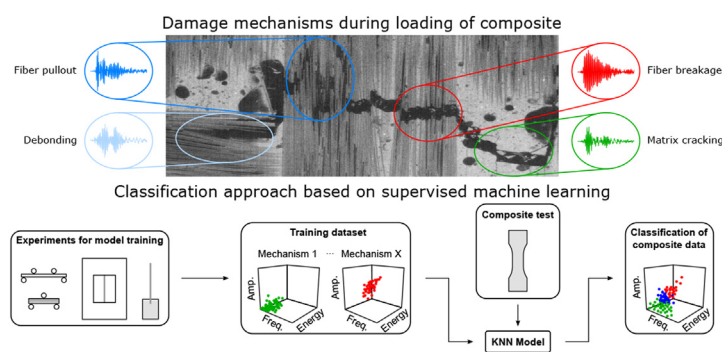 Damage mechanisms during loading of composite
Fiber pullout
Fiber breakage
Debonding
Matrix cracking
Classification approach based on supervised machine learning
Experiments for model training
Training dataset
Mechanism 1 ... Mechanism X
Amp.
Freq.
Energy
Amp.
Freq.
Energy
Composite test
KNN Model
Classification of
composite data
Amp.
Freq.
Energy